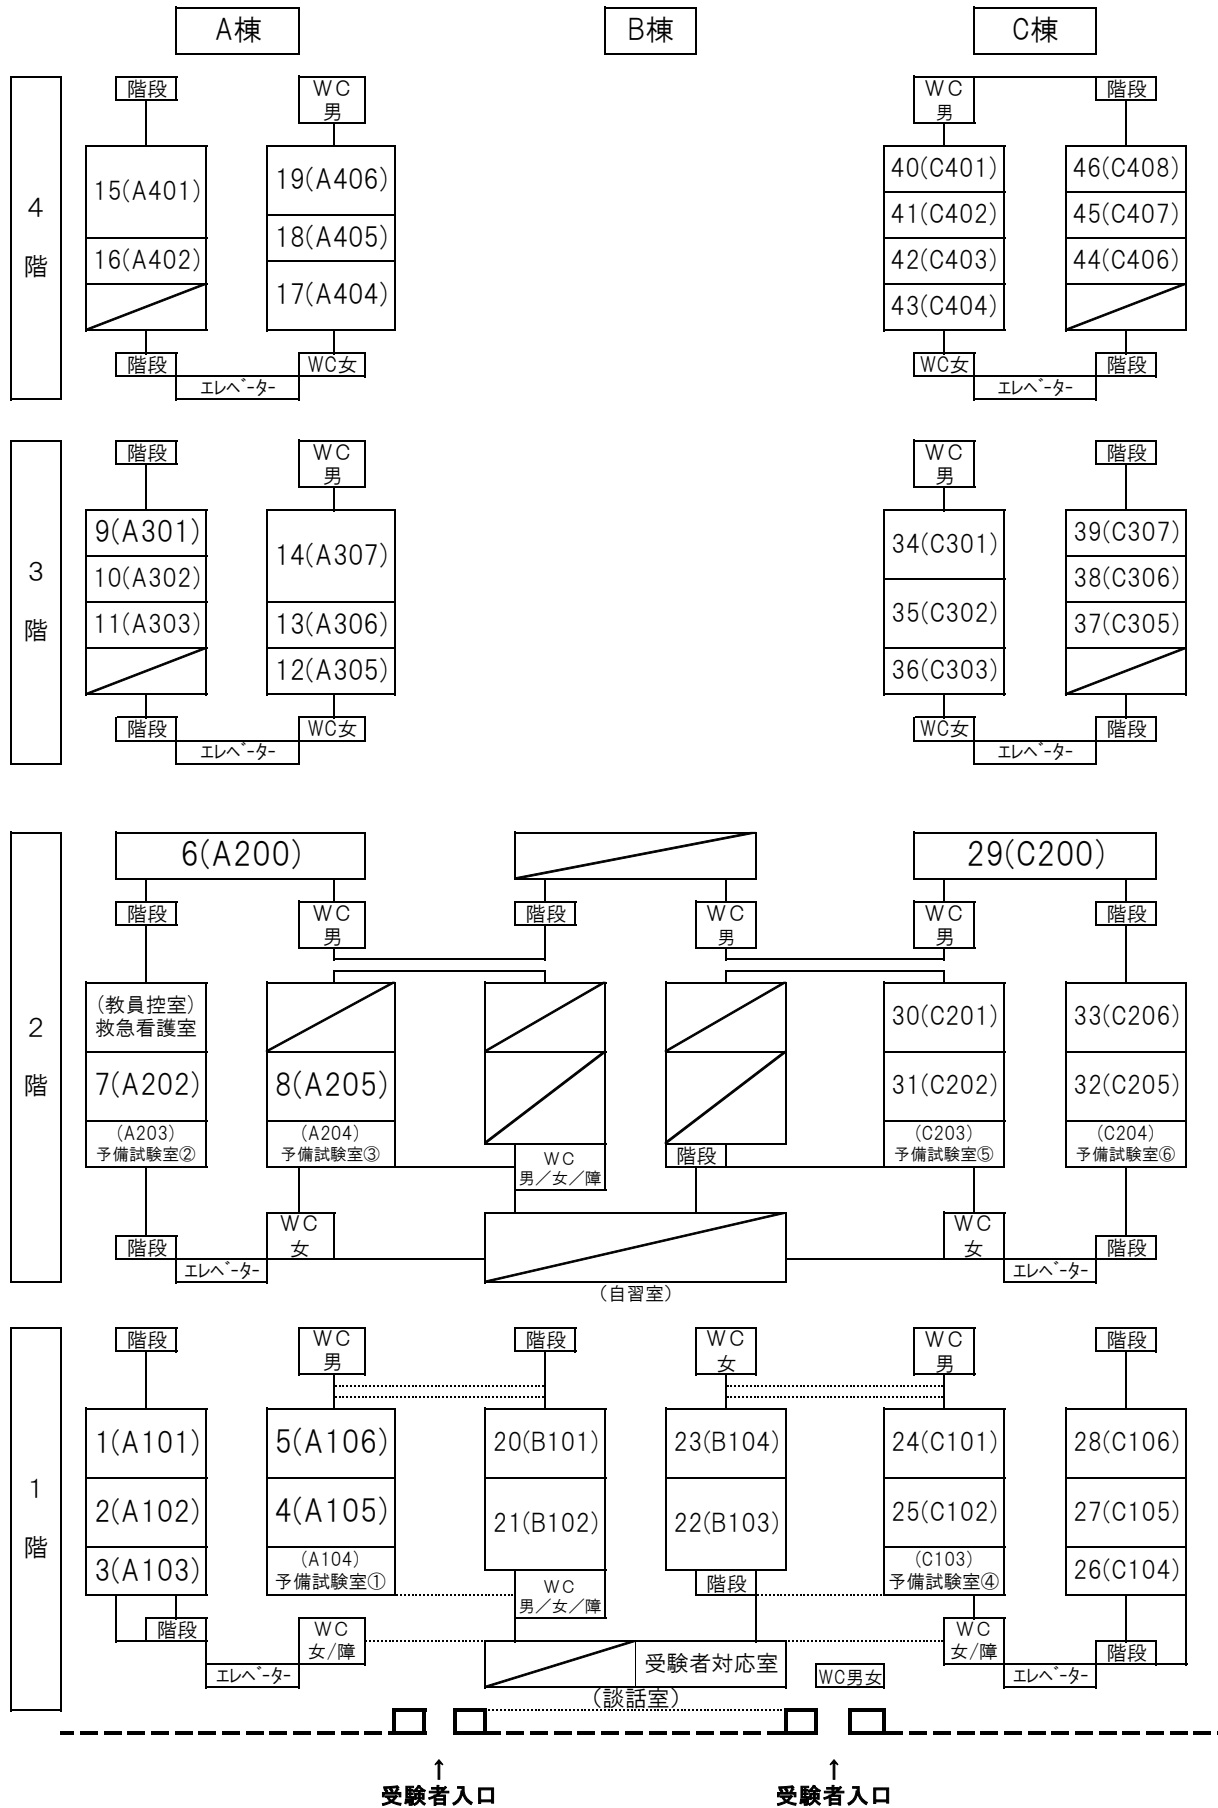 A棟 B棟 C棟
4
階
階段 WC
男 WC
男 階段
15(A401) 19(A406) 40(C401) 46(C408)
18(A405) 41(C402) 45(C407)
16(A402) 17(A404) 42(C403) 44(C406)
43(C404)
階段 WC女 WC女 階段
エレベーター エレベーター
3
階
階段 WC
男 WC
男 階段
9(A301) 14(A307) 34(C301) 39(C307)
10(A302) 38(C306)
11(A303) 13(A306) 35(C302) 37(C305)
12(A305) 36(C303)
階段 WC女 WC女 階段
エレベーター エレベーター
2
階
6(A200) 29(C200)
階段 WC
男 階段 WC
男 WC
男 階段
(教員控室)
救急看護室 30(C201) 33(C206)
7(A202) 8(A205) 31(C202) 32(C205)
(A203)
予備試験室② (A204)
予備試験室③ (C203)
予備試験室⑤ (C204)
予備試験室⑥
WC
男/女/障 階段
階段 WC
女 WC
女 階段
エレベーター エレベーター
(自習室)
1
階
階段 WC
男 階段 WC
女 WC
男 階段
1(A101) 5(A106) 20(B101) 23(B104) 24(C101) 28(C106)
2(A102) 4(A105) 21(B102) 22(B103) 25(C102) 27(C105)
3(A103) (A104)
予備試験室① (C103)
予備試験室④ 26(C104)
WC
男/女/障 階段
階段 WC
女/障 WC
女/障 階段
エレベーター 受験者対応室 WC男女 エレベーター
(談話室)
↑ ↑
受験者入口 受験者入口